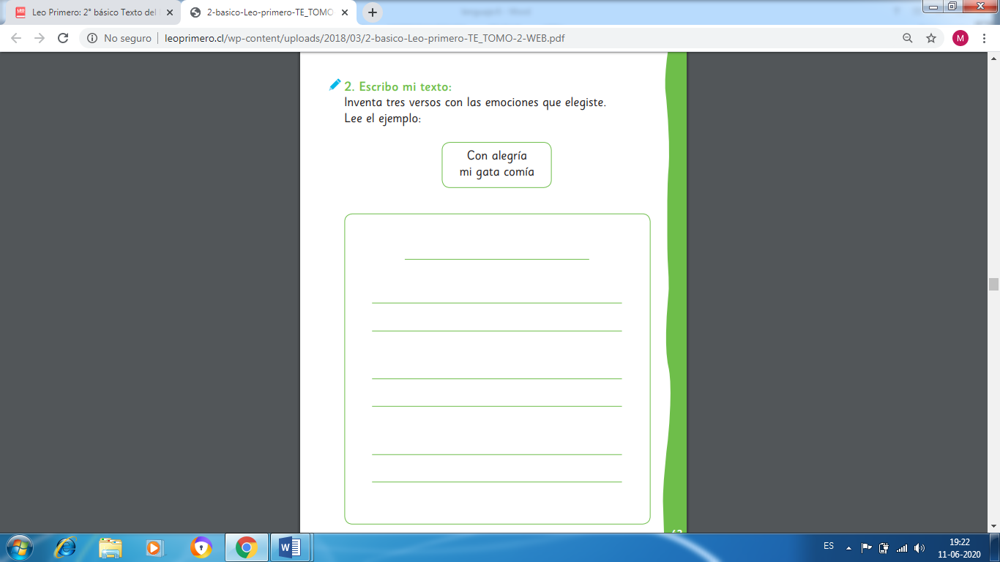 Leo Primero: 2° básico Texto del
2-basico-Leo-primero-TE_TOMO
No seguro
leoprimero.cl/wp-content/uploads/2018/03/2-basico-Leo-primero-TE_TOMO-2-WEB.pdf
M
2. Escribo mi texto:
Inventa tres versos con las emociones que elegiste.
Lee el ejemplo:
Con alegría
mi gata comía
ES
19:22
11-06-2020